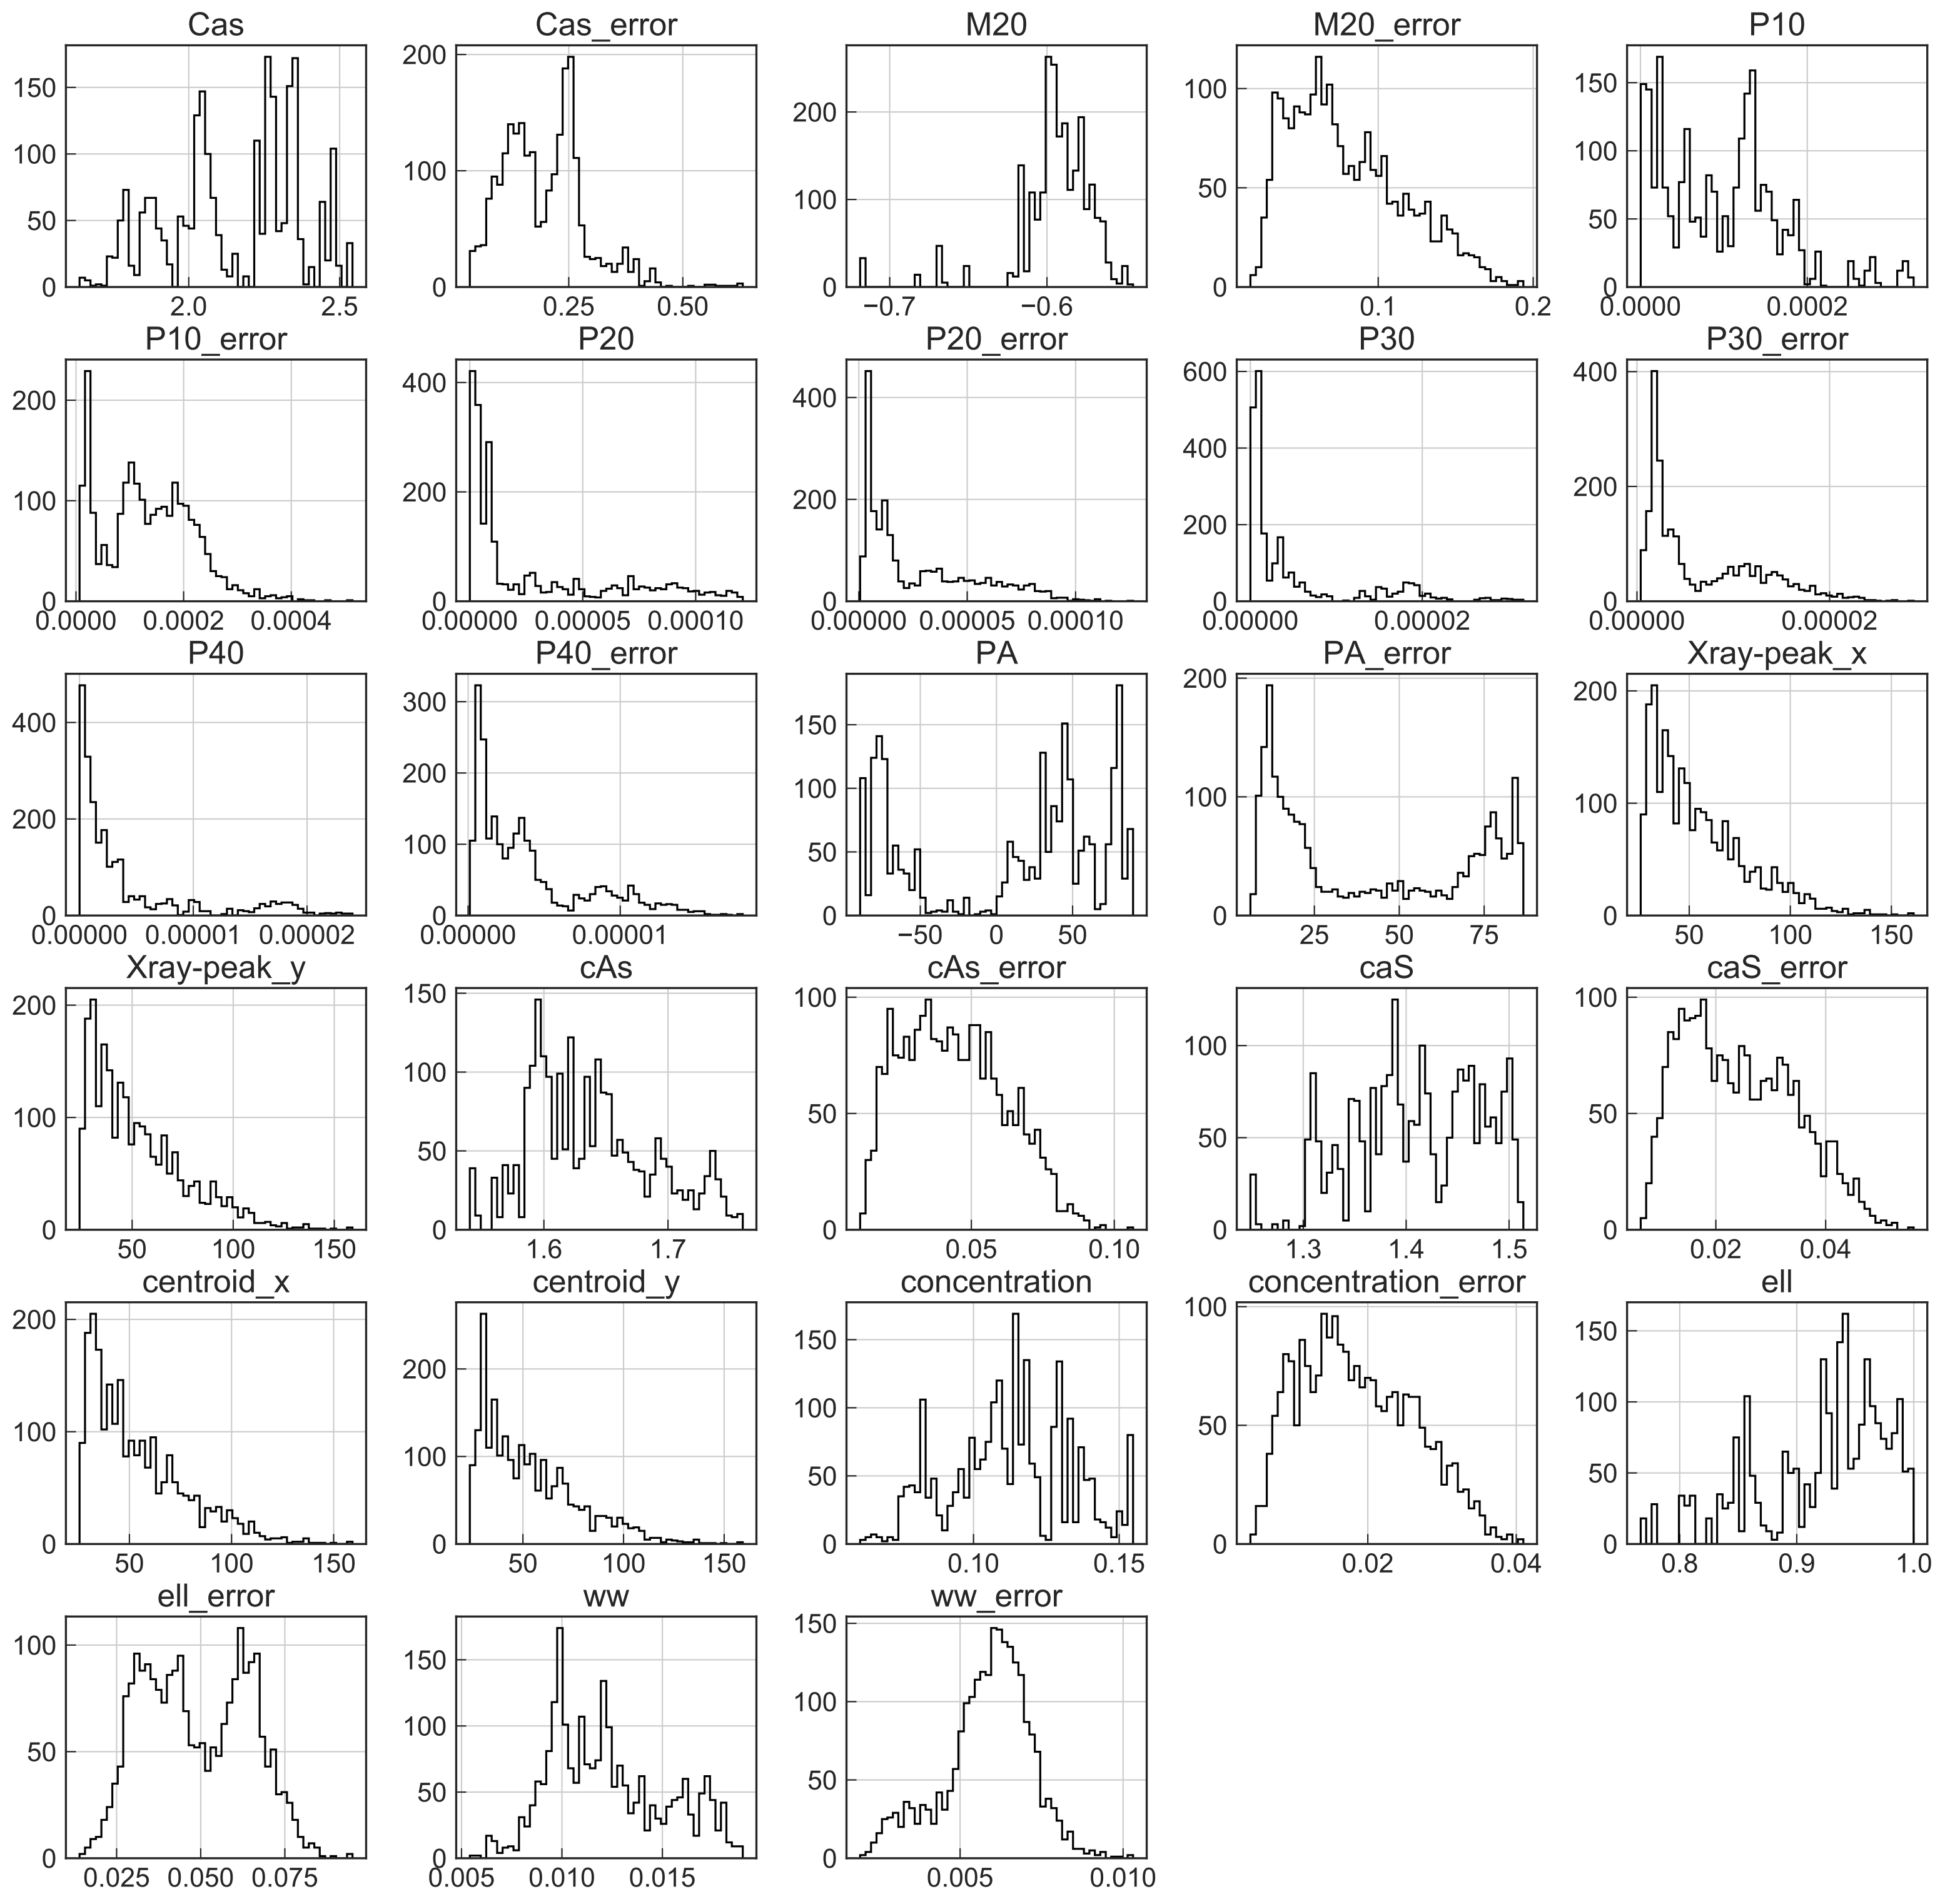 Cas Cas_error M20 M20_error P10
150 100 50 0 2.0 2.5
200 100 0 0.25 0.50
200 100 0 −0.7 −0.6
100 50 0 0.1 0.2
150 100 50 0 0.0000 0.0002
P10_error P20 P20_error P30 P30_error
200 100 0 0.0000 0.0002 0.0004
400 200 0 0.00000 0.00005 0.00010
400 200 0 0.00000 0.00005 0.00010
600 400 200 0 0.00000 0.00002
400 200 0 0.00000 0.00002
P40 P40_error PA PA_error Xray-peak_x
400 200 0 0.00000 0.00001 0.00002
300 200 100 0 0.00000 0.00001
150 100 50 0 −50 0 50
200 100 0 25 50 75
200 100 0 50 100 150
Xray-peak_y cAs cAs_error caS caS_error
200 100 0 50 100 150
150 100 50 0 1.6 1.7
100 50 0 0.05 0.10
100 50 0 1.3 1.4 1.5
100 50 0 0.02 0.04
centroid_x centroid_y concentration concentration_error ell
200 100 0 50 100 150
200 100 0 50 100 150
150 100 50 0 0.10 0.15
100 50 0 0.02 0.04
150 100 50 0 0.8 0.9 1.0
ell_error ww ww_error
100 50 0 0.025 0.050 0.075
150 100 50 0 0.005 0.010 0.015
150 100 50 0 0.005 0.010